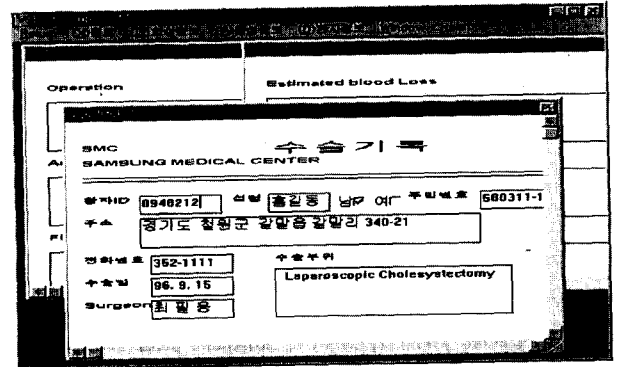 Operation
Estimated blood Loss
SMC
수 술 기 록
SAMSUNG MEDICAL CENTER
환자ID 0946212 성명 홍길동 남 여 주민번호 580311-1
주소 경기도 철원군 갈말읍 갈말리 340-21
전화번호 352-1111 수술부위
수술일 96. 9. 15 Laparoscopic Cholesystectomy
Surgeon 최 필 용